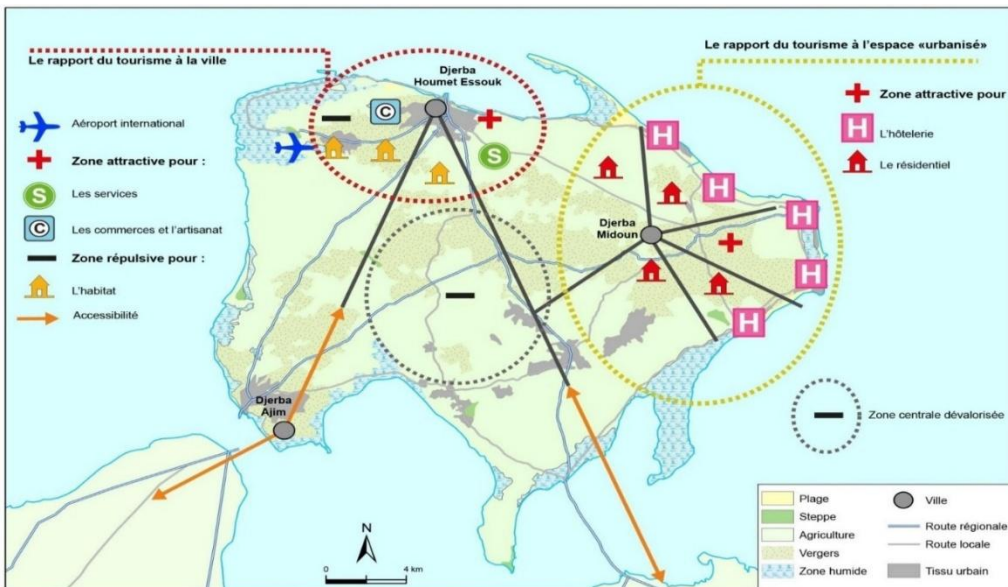 Le rapport du tourisme à la ville
Aéroport international
Zone attractive pour :
S
Les services
C
Les commerces et l'artisanat
Zone répulsive pour :
L'habitat
Accessibilité
Djerba
Houmet Essouk
C
S
Djerba
Midoun
H
H
H
H
H
Djerba
Ajim
Le rapport du tourisme à l'espace «urbanisé»
Zone attractive pour
H
L'hôtelerie
Le résidentiel
Zone centrale dévalorisée
N
0
4 km
Plage
Steppe
Agriculture
Vergers
Zone humide
Ville
Route régionale
Route locale
Tissu urbain